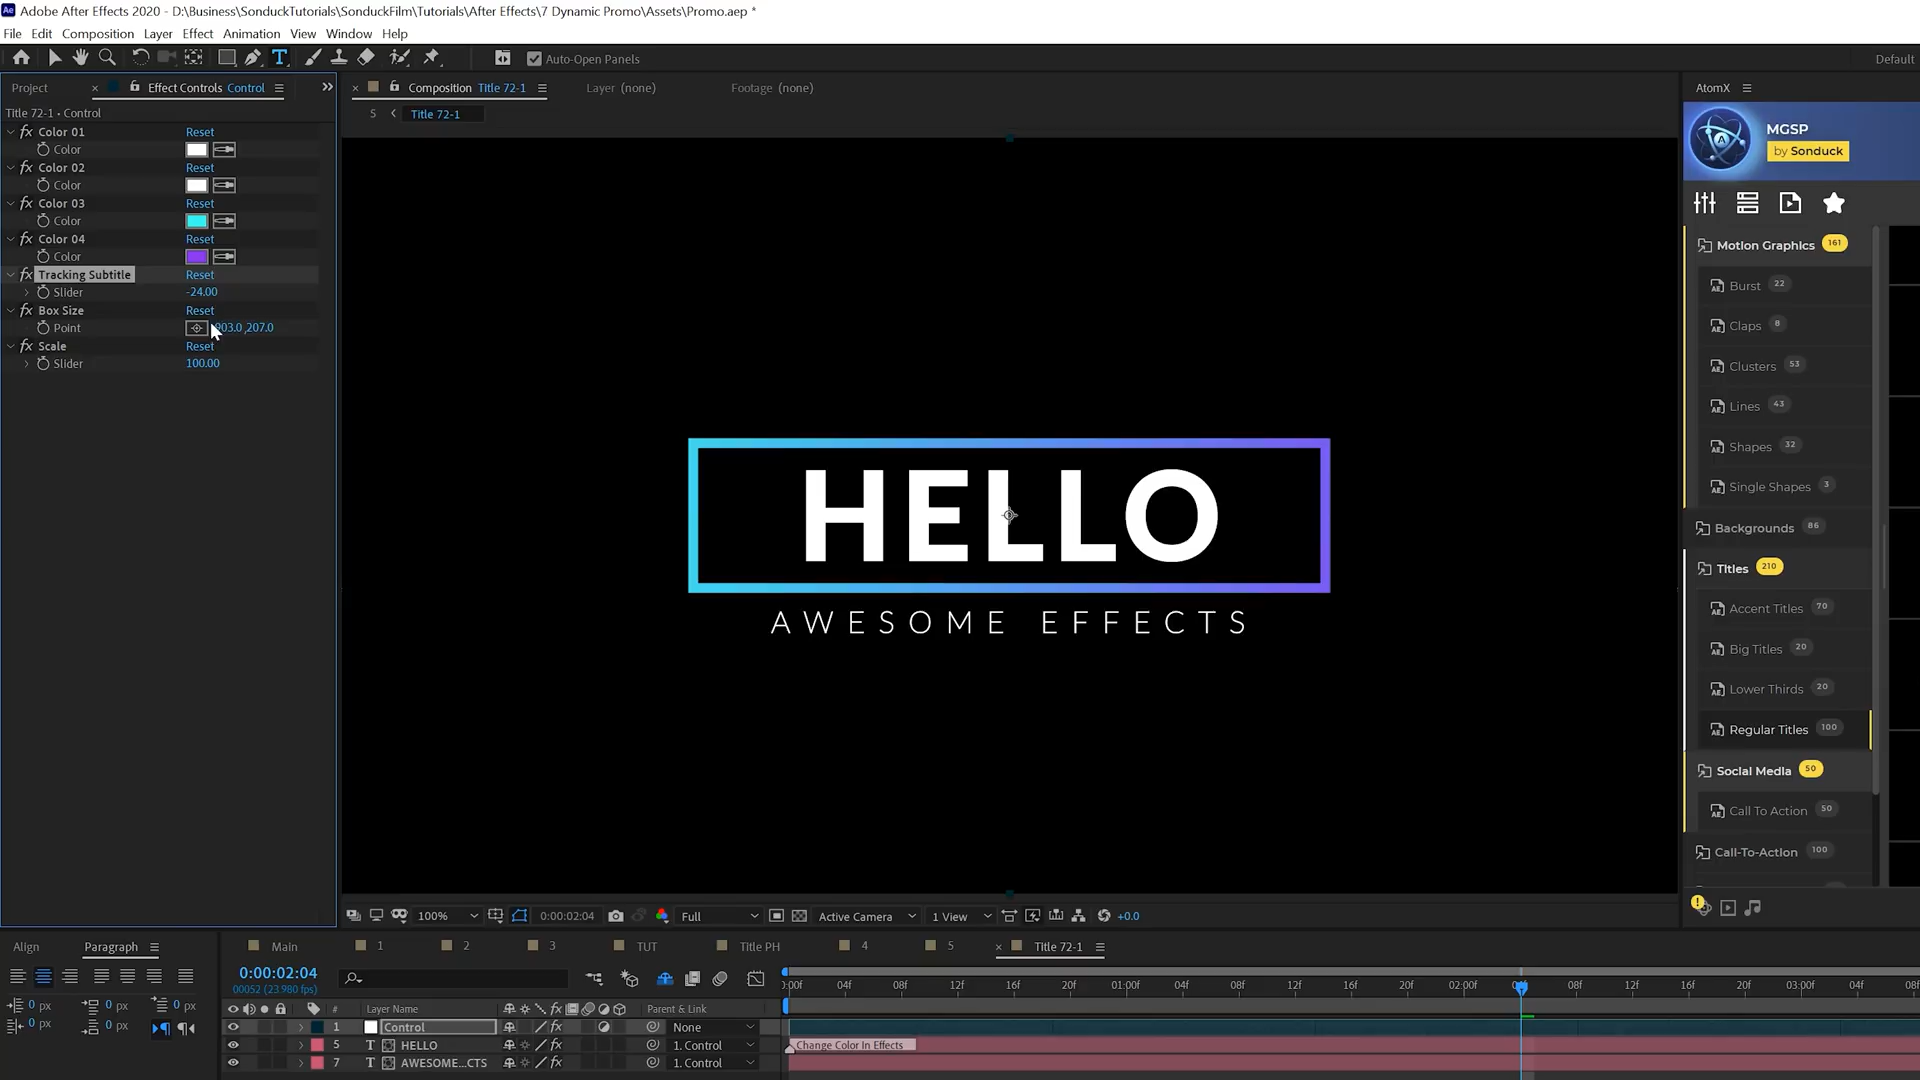 Adobe After Effects 2020 - D:\Business\SonduckTutorials\SonduckFilm\Tutorials\After Effects\7 Dynamic Promo\Assets\Promo.aep *
File Edit Composition Layer Effect Animation View Window Help
Auto-Open Panels
Default
Project
Effect Controls Control
Title 72-1 • Control
fx Color 01 Reset
Color
fx Color 02 Reset
Color
fx Color 03 Reset
Color
fx Color 04 Reset
Color
fx Tracking Subtitle Reset
Slider -24.00
fx Box Size Reset
Point 903.0 ,207.0
fx Scale Reset
Slider 100.00
Composition Title 72-1
Layer (none)
Footage (none)
5
Title 72-1
HELLO
AWESOME EFFECTS
100%
0:00:02:04
Full
Active Camera
1 View
+0.0
AtomX
MGSP
by Sonduck
Motion Graphics 161
Burst 22
Claps 8
Clusters 53
Lines 43
Shapes 32
Single Shapes 3
Backgrounds 86
Titles 210
Accent Titles 70
Big Titles 20
Lower Thirds 20
Regular Titles 100
Social Media 50
Call To Action 50
Call-To-Action 100
Align
Paragraph
0 px 0 px 0 px
0 px 0 px
Main 1 2 3 TUT Title PH 4 5 Title 72-1
0:00:02:04
00052 (23.980 fps)
# Layer Name Parent & Link
1 Control None
5 T HELLO 1. Control
7 T AWESOME...CTS 1. Control
0:00f 04f 08f 12f 16f 20f 01:00f 04f 08f 12f 16f 20f 02:00f 04f 08f 12f 16f 20f 03:00f 04f 08f
Change Color In Effects